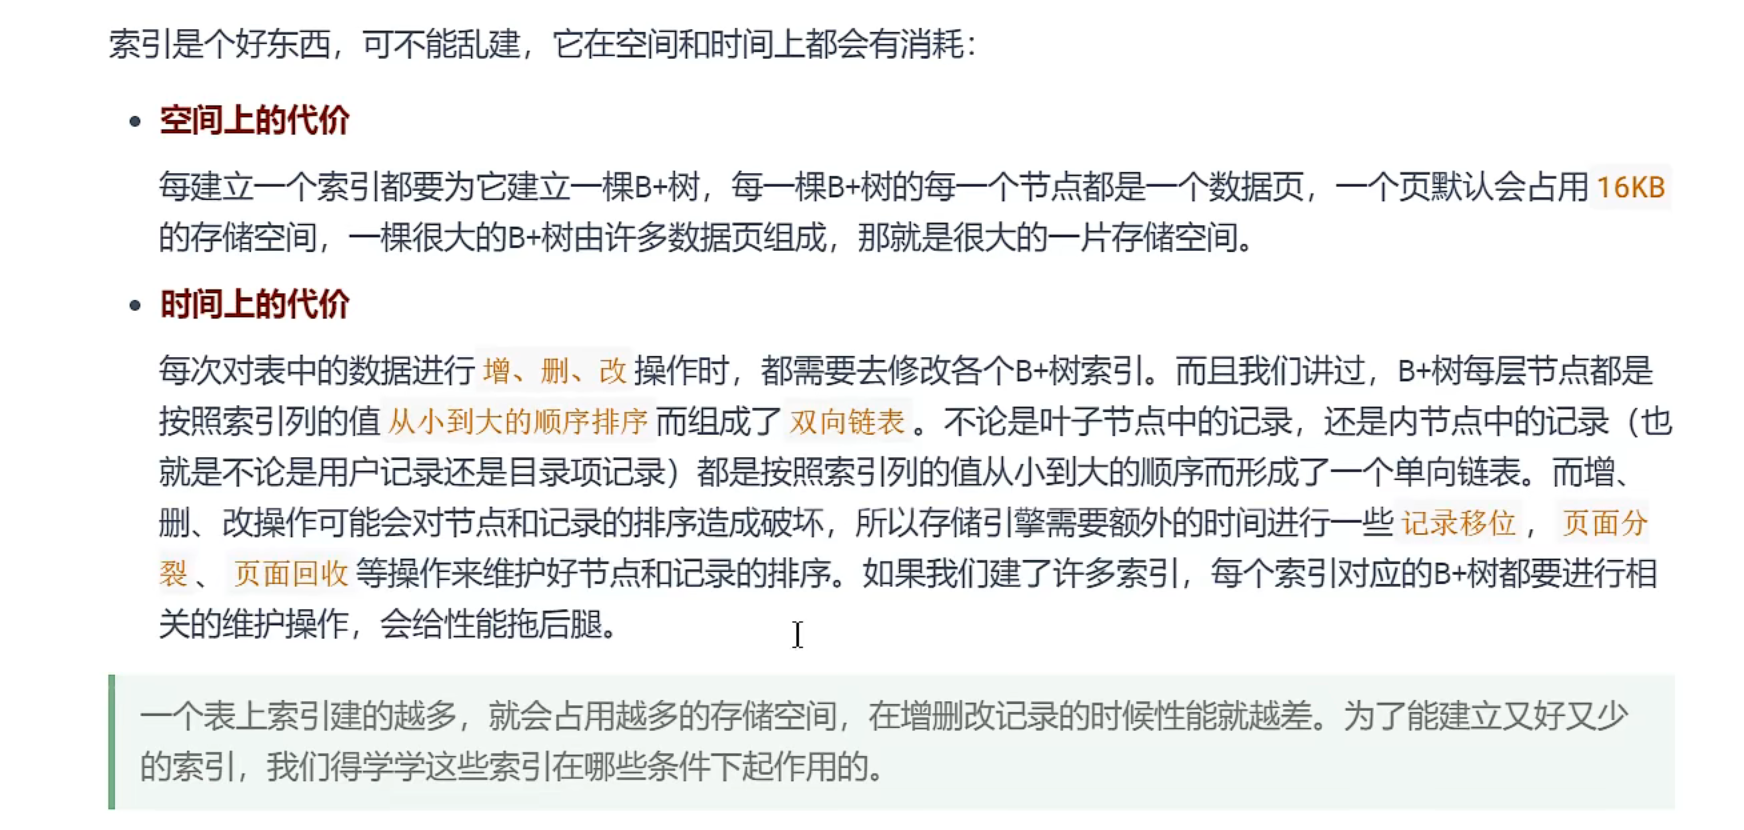 索引是个好东西，可不能乱建，它在空间和时间上都会有消耗：
空间上的代价
每建立一个索引都要为它建立一棵B+树，每一棵B+树的每一个节点都是一个数据页，一个页默认会占用 16KB
的存储空间，一棵很大的B+树由许多数据页组成，那就是很大的一片存储空间。
时间上的代价
每次对表中的数据进行 增、删、改 操作时，都需要去修改各个B+树索引。而且我们讲过，B+树每层节点都是
按照索引列的值 从小到大的顺序排序 而组成了 双向链表 。不论是叶子节点中的记录，还是内节点中的记录（也
就是不论是用户记录还是目录项记录）都是按照索引列的值从小到大的顺序而形成了一个单向链表。而增、
删、改操作可能会对节点和记录的排序造成破坏，所以存储引擎需要额外的时间进行一些 记录移位 ， 页面分
裂 、 页面回收 等操作来维护好节点和记录的排序。如果我们建了许多索引，每个索引对应的B+树都要进行相
关的维护操作，会给性能拖后腿。
一个表上索引建的越多，就会占用越多的存储空间，在增删改记录的时候性能就越差。为了能建立又好又少
的索引，我们得学学这些索引在哪些条件下起作用的。